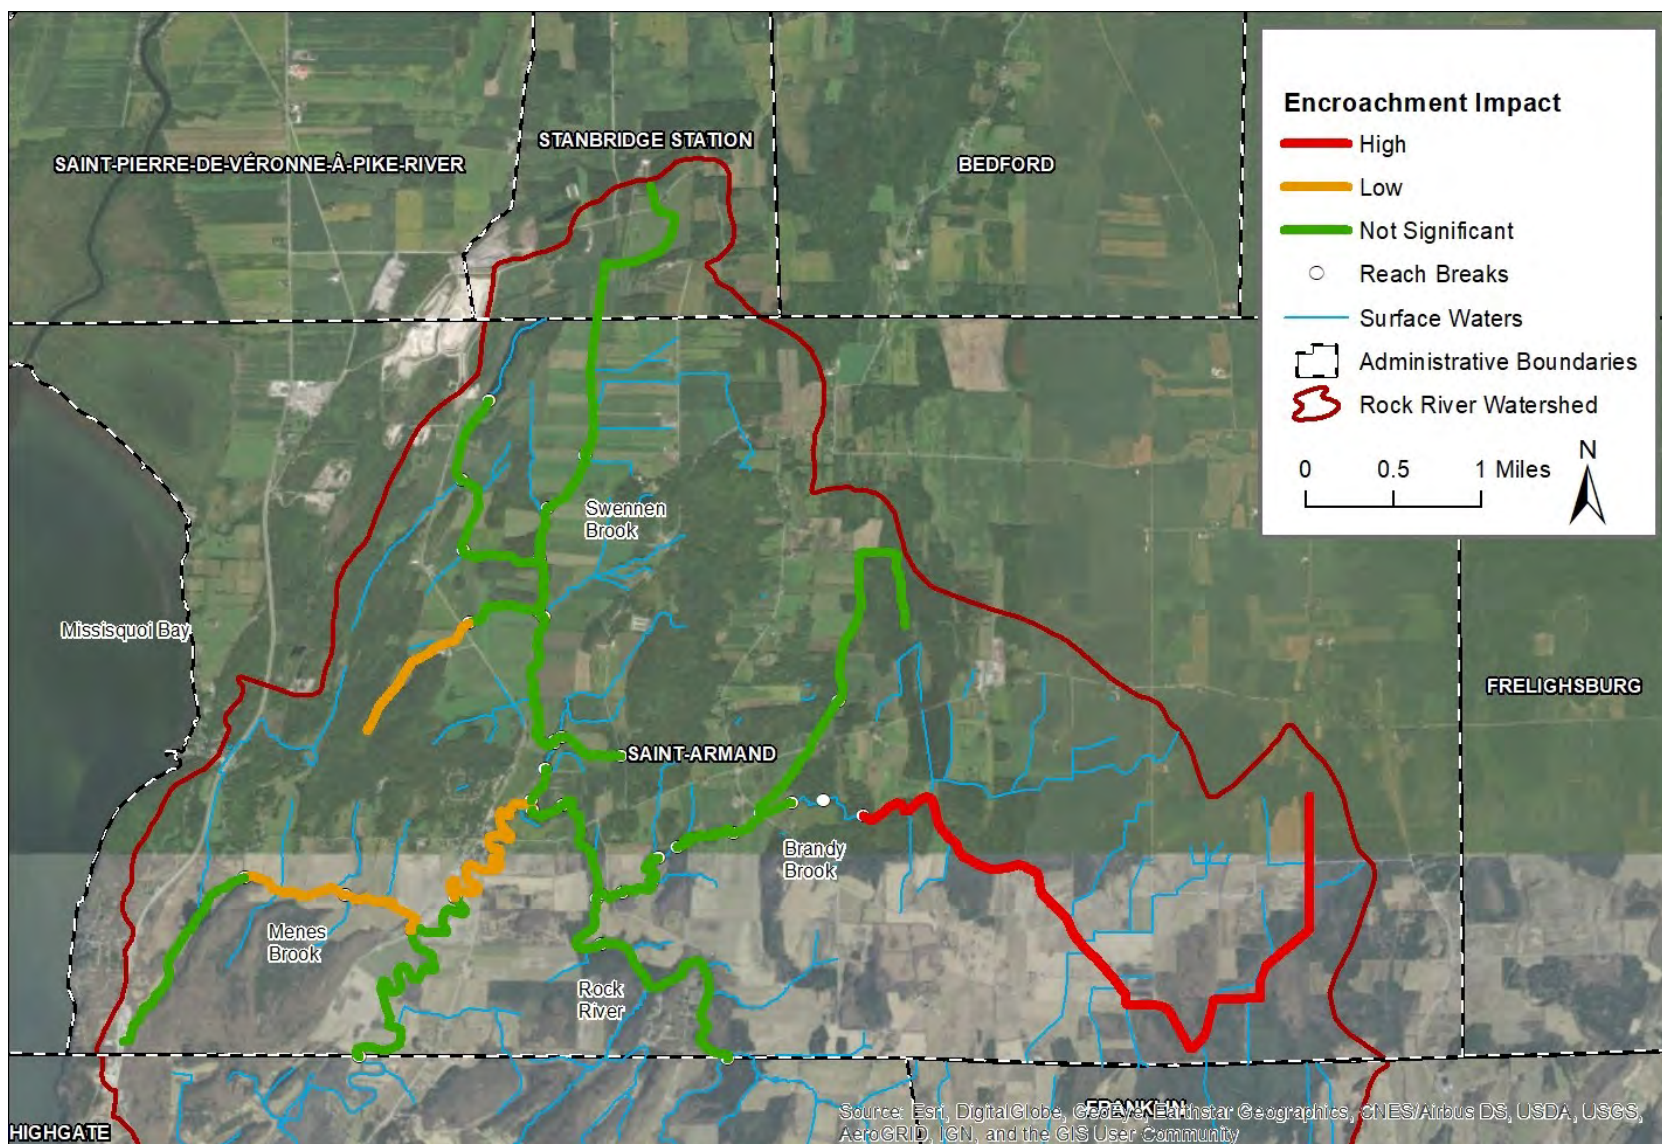 Encroachment Impact
High
Low
Not Significant
Reach Breaks
Surface Waters
Administrative Boundaries
Rock River Watershed
N
0 0.5 1 Miles
STANBRIDGE STATION
SAINT-PIERRE-DE-VÉRONNE-À-PIKE-RIVER
BEDFORD
Swennen
Brook
Missisquoi Bay
FRELIGHSBURG
SAINT-ARMAND
Brandy
Brook
Menes
Brook
Rock
River
FRANKLIN
Source: Esri, DigitalGlobe, GeoEye, Earthstar Geographics, CNES/Airbus DS, USDA, USGS,
AeroGRID, IGN, and the GIS User Community
HIGHGATE